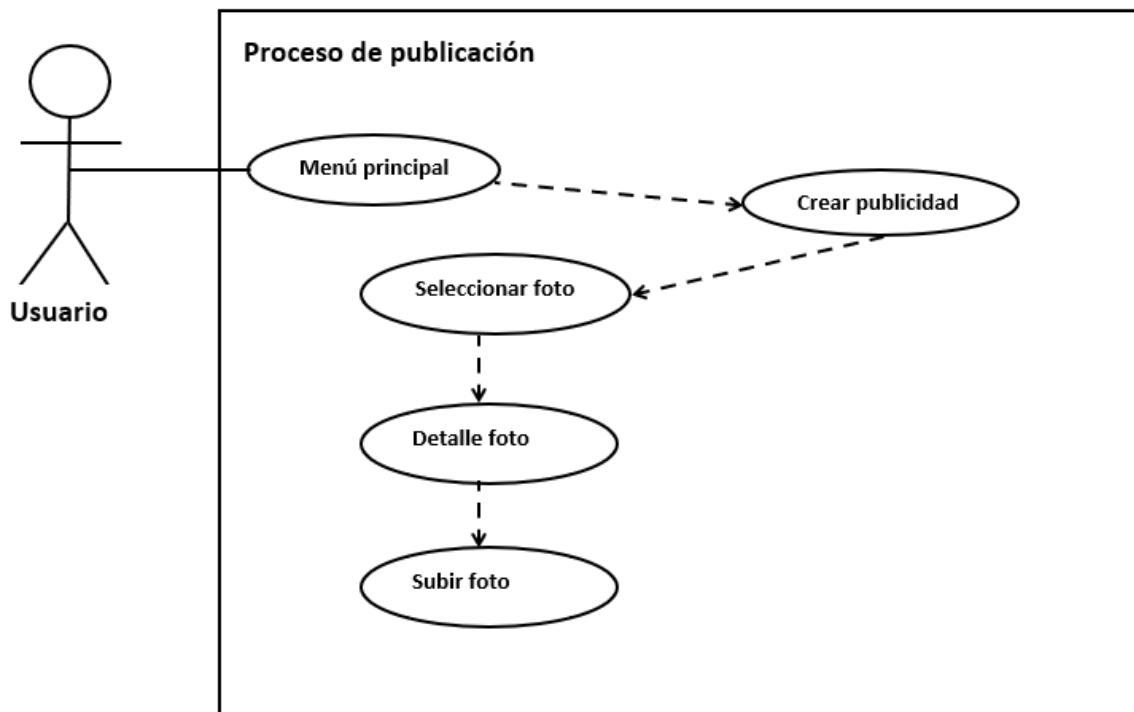 Proceso de publicación
Menú principal
Crear publicidad
Seleccionar foto
Usuario
Detalle foto
Subir foto